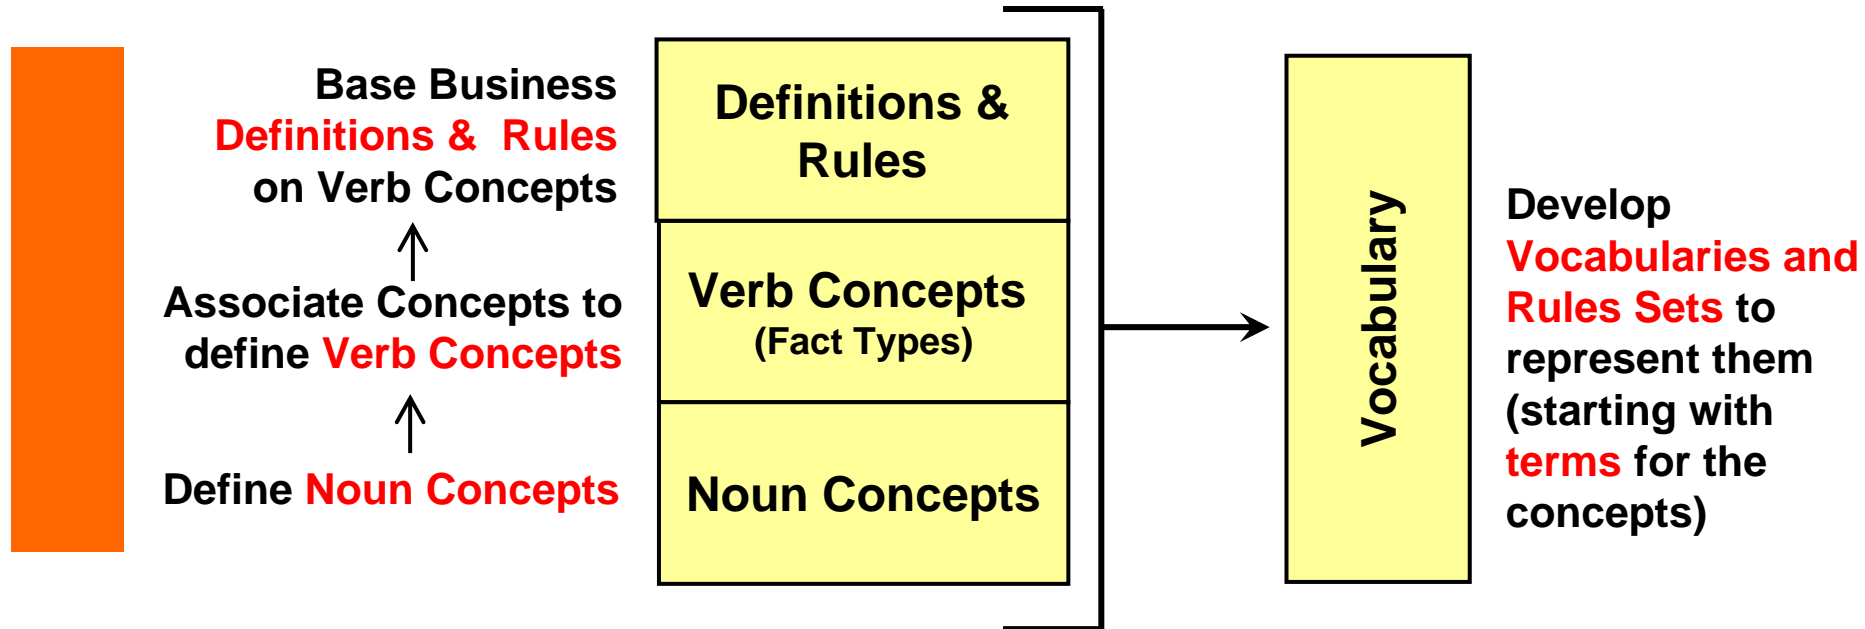 Base Business
Definitions & Rules
on Verb Concepts
Associate Concepts to
define Verb Concepts
Define Noun Concepts
Definitions &
Rules
Verb Concepts
(Fact Types)
Noun Concepts
Vocabulary
Develop
Vocabularies and
Rules Sets to
represent them
(starting with
terms for the
concepts)